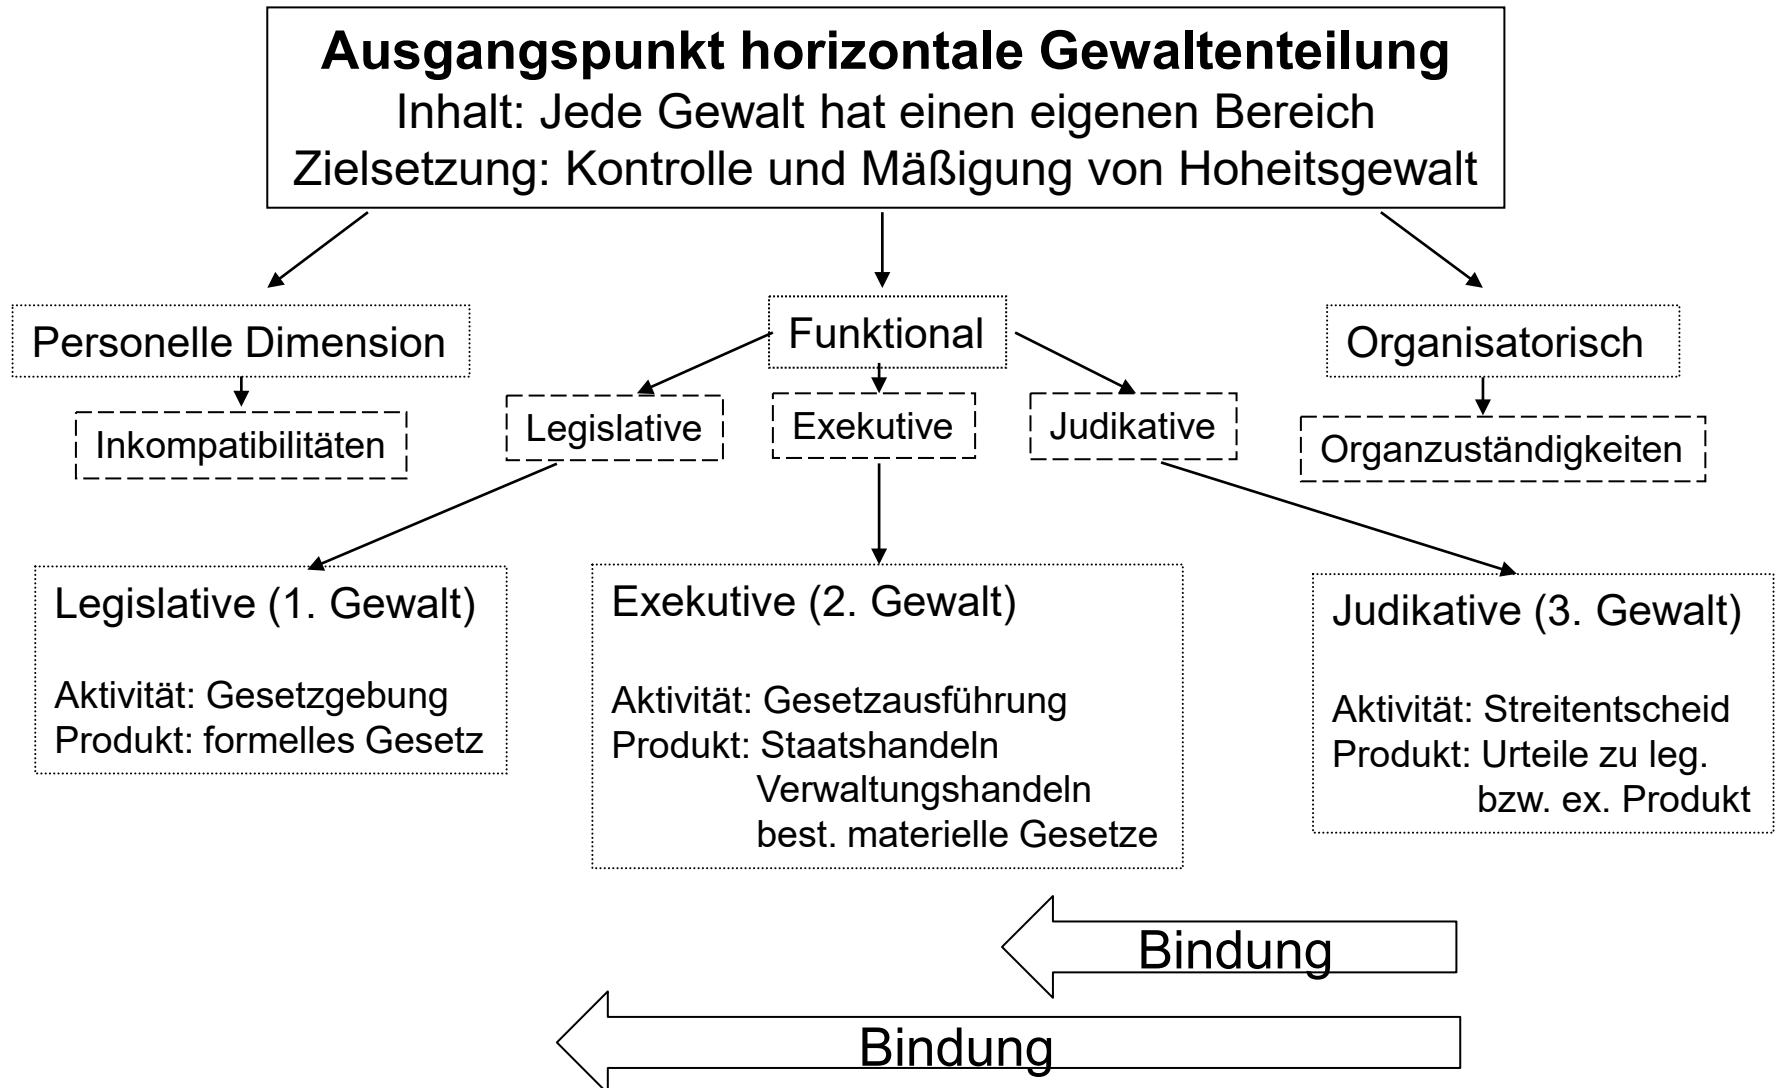 Ausgangspunkt horizontale Gewaltenteilung
Inhalt: Jede Gewalt hat einen eigenen Bereich
Zielsetzung: Kontrolle und Mäßigung von Hoheitsgewalt
Personelle Dimension
Funktional
Organisatorisch
Inkompatibilitäten
Legislative
Exekutive
Judikative
Organzuständigkeiten
Legislative (1. Gewalt)
Aktivität: Gesetzgebung
Produkt: formelles Gesetz
Exekutive (2. Gewalt)
Aktivität: Gesetzausführung
Produkt: Staatshandeln
Verwaltungshandeln
best. materielle Gesetze
Judikative (3. Gewalt)
Aktivität: Streitentscheid
Produkt: Urteile zu leg.
bzw. ex. Produkt
Bindung
Bindung